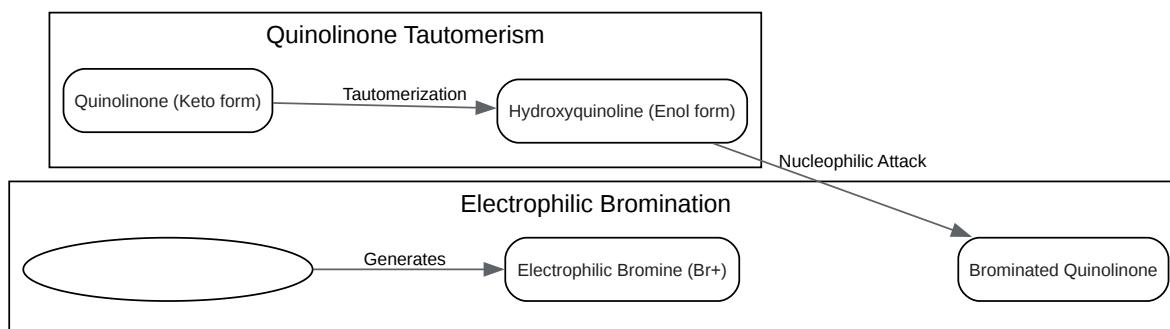 Quinolinone Tautomerism
Quinolinone (Keto form)
Tautomerization
Hydroxyquinoline (Enol form)
Nucleophilic Attack
Electrophilic Bromination
Generates
Electrophilic Bromine (Br+)
Brominated Quinolinone